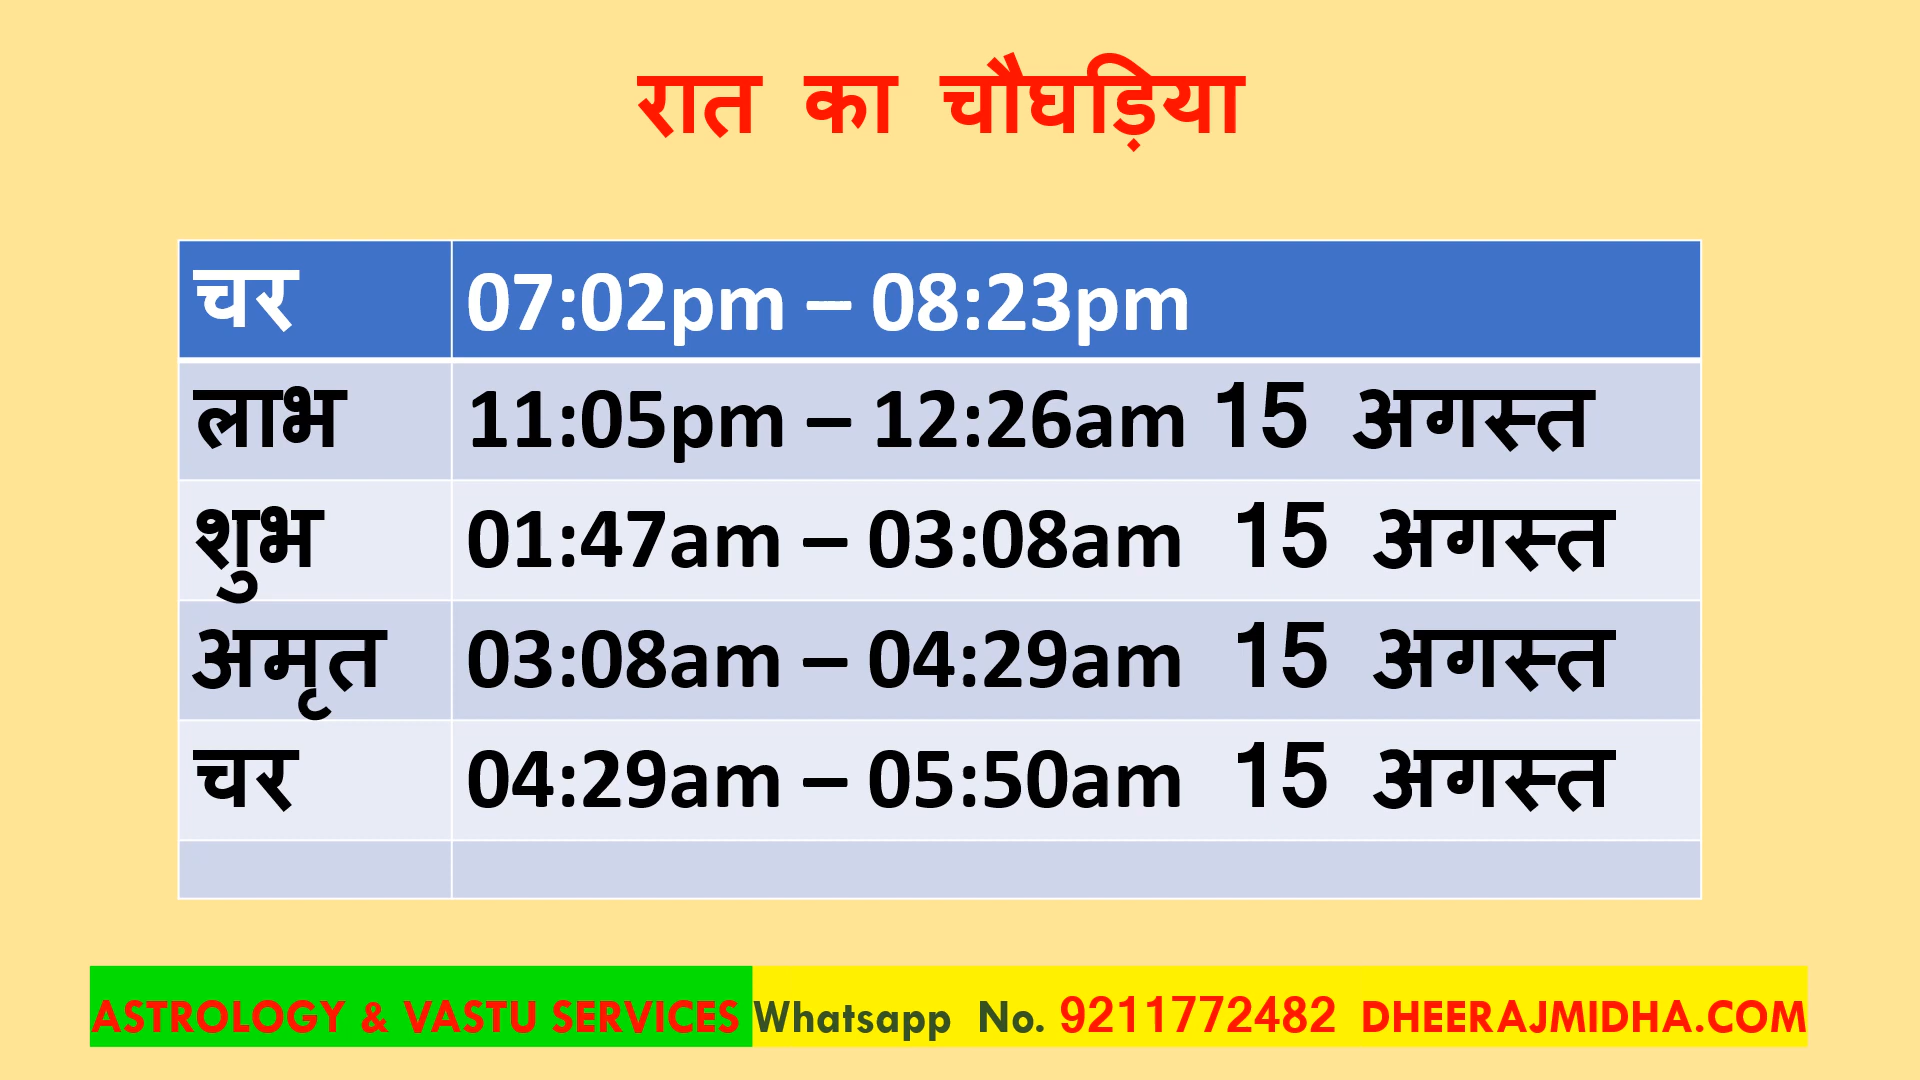 रात का चौघड़िया
चर 07:02pm – 08:23pm
लाभ 11:05pm – 12:26am 15 अगस्त
शुभ 01:47am – 03:08am 15 अगस्त
अमृत 03:08am – 04:29am 15 अगस्त
चर 04:29am – 05:50am 15 अगस्त
ASTROLOGY & VASTU SERVICES Whatsapp No. 9211772482 DHEERAJMIDHA.COM